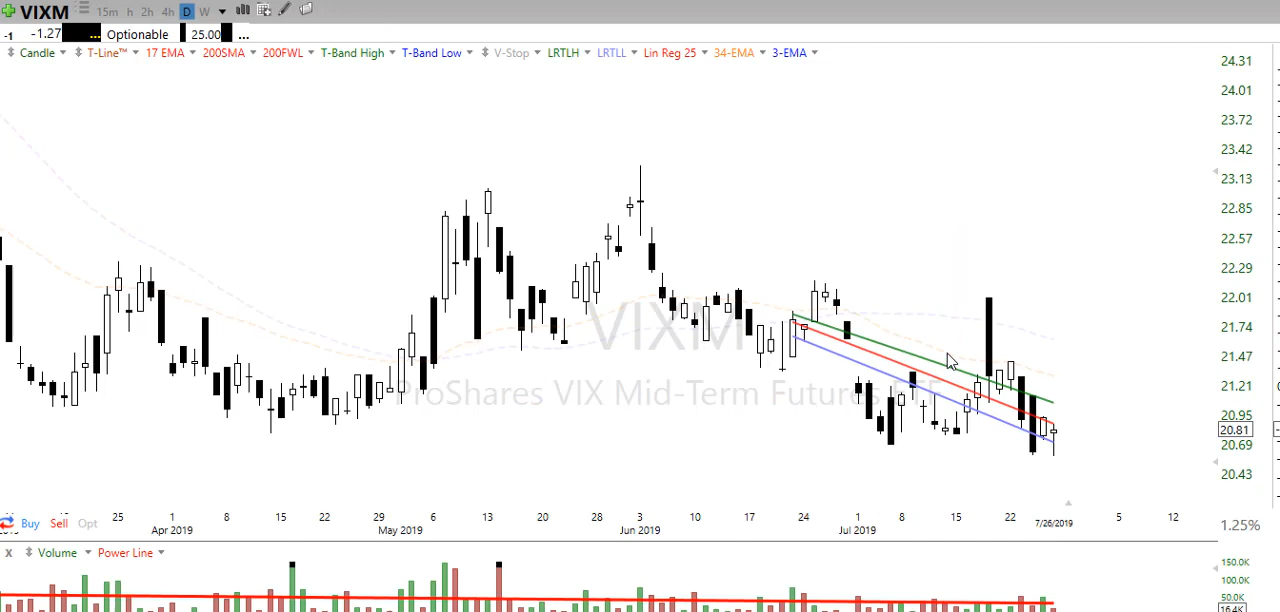 VIXM 15m h 2h 4h D W
-1 -1.27 ... Optionable 25.00 ...
Candle T-Line™ 17 EMA 200SMA 200FWL T-Band High T-Band Low V-Stop LRTLH LRTLL Lin Reg 25 34-EMA 3-EMA
24.31
24.01
23.72
23.42
23.13
22.85
22.57
22.29
22.01
21.74
21.47
21.21
20.95
20.81
20.69
20.43
VIXM
ProShares VIX Mid-Term Futures ETF
25 1 8 15 22 29 6 13 20 28 3 10 17 24 1 8 15 22 5 12
Apr 2019 May 2019 Jun 2019 Jul 2019 7/26/2019
Buy Sell Opt
1.25%
X Volume Power Line
150.0K
100.0K
50.0K
16.4K